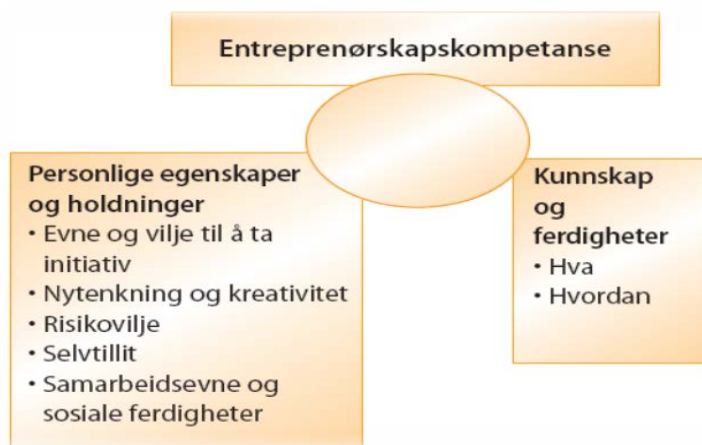 Entreprenørskapskompetanse
Personlige egenskaper
og holdninger
• Evne og vilje til å ta
initiativ
• Nytenkning og kreativitet
• Risikovilje
• Selvtillit
• Samarbeidsevne og
sosiale ferdigheter
Kunnskap
og
ferdigheter
• Hva
• Hvordan